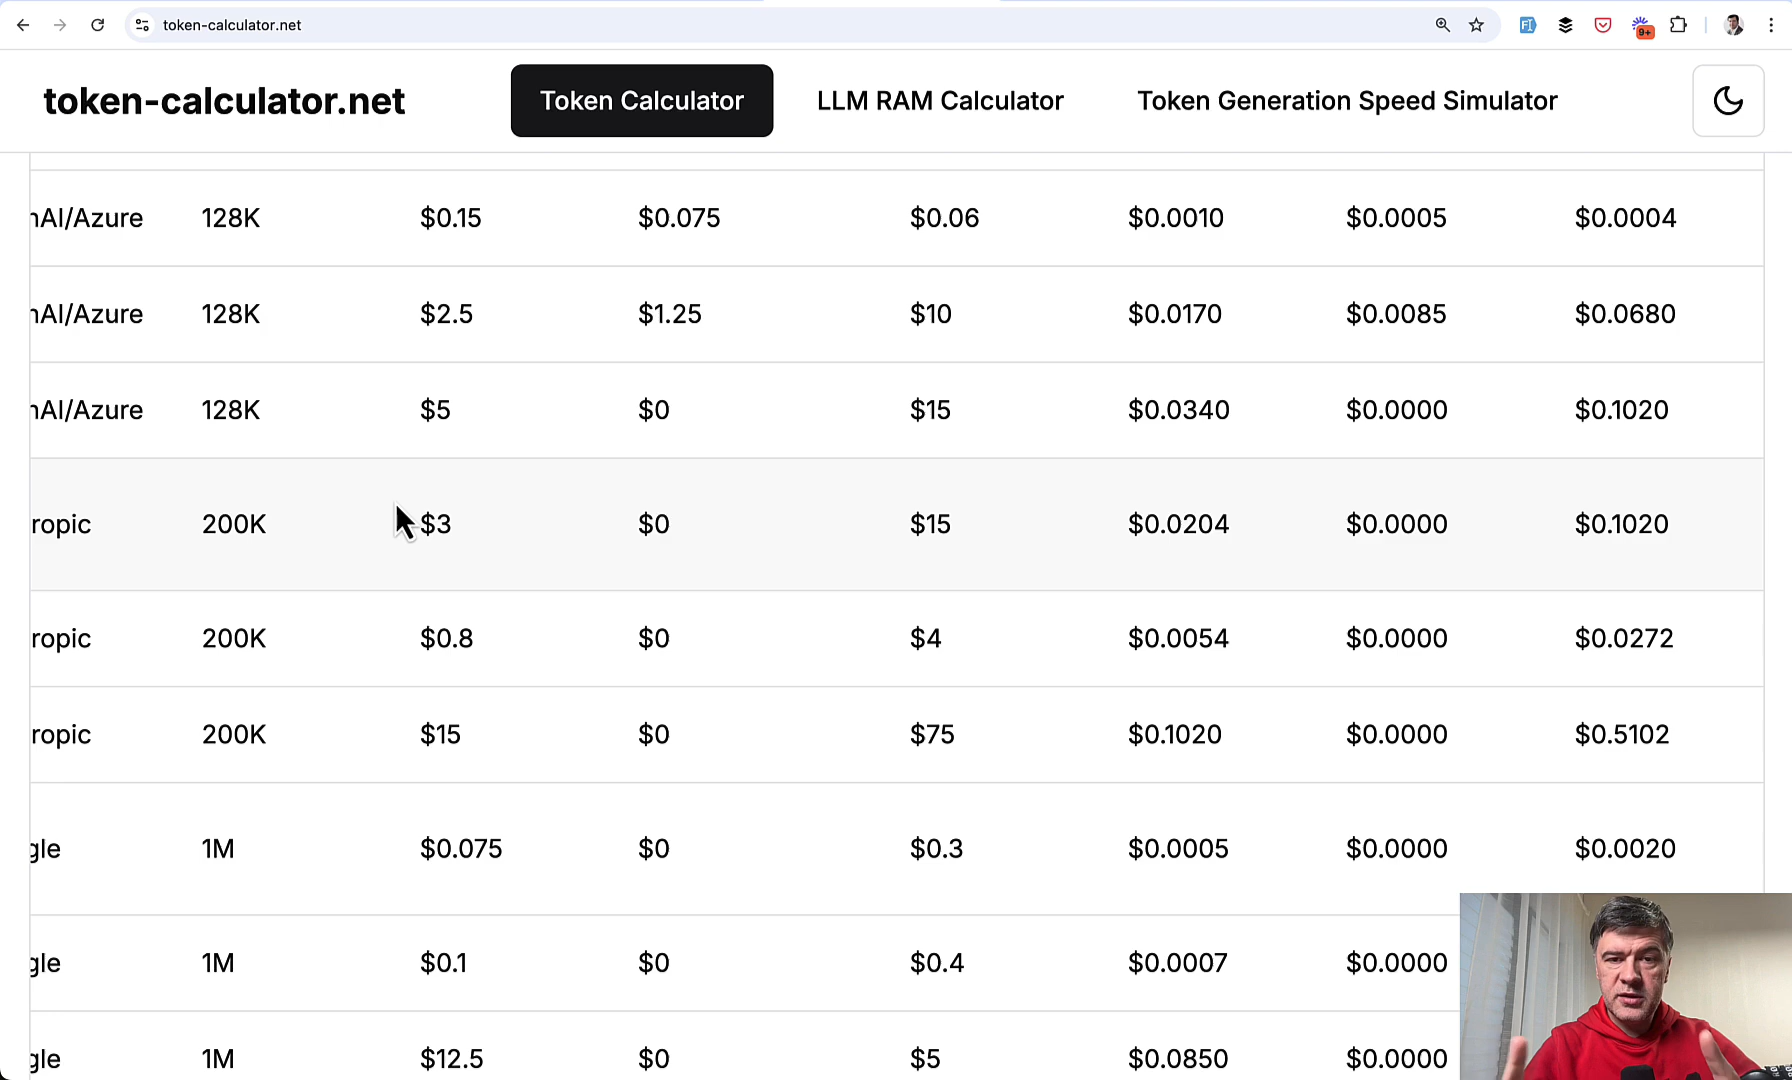 token-calculator.net
9+
token-calculator.net Token Calculator LLM RAM Calculator Token Generation Speed Simulator
nAI/Azure 128K $0.15 $0.075 $0.06 $0.0010 $0.0005 $0.0004
nAI/Azure 128K $2.5 $1.25 $10 $0.0170 $0.0085 $0.0680
nAI/Azure 128K $5 $0 $15 $0.0340 $0.0000 $0.1020
ropic 200K $3 $0 $15 $0.0204 $0.0000 $0.1020
ropic 200K $0.8 $0 $4 $0.0054 $0.0000 $0.0272
ropic 200K $15 $0 $75 $0.1020 $0.0000 $0.5102
gle 1M $0.075 $0 $0.3 $0.0005 $0.0000 $0.0020
gle 1M $0.1 $0 $0.4 $0.0007 $0.0000
gle 1M $12.5 $0 $5 $0.0850 $0.0000